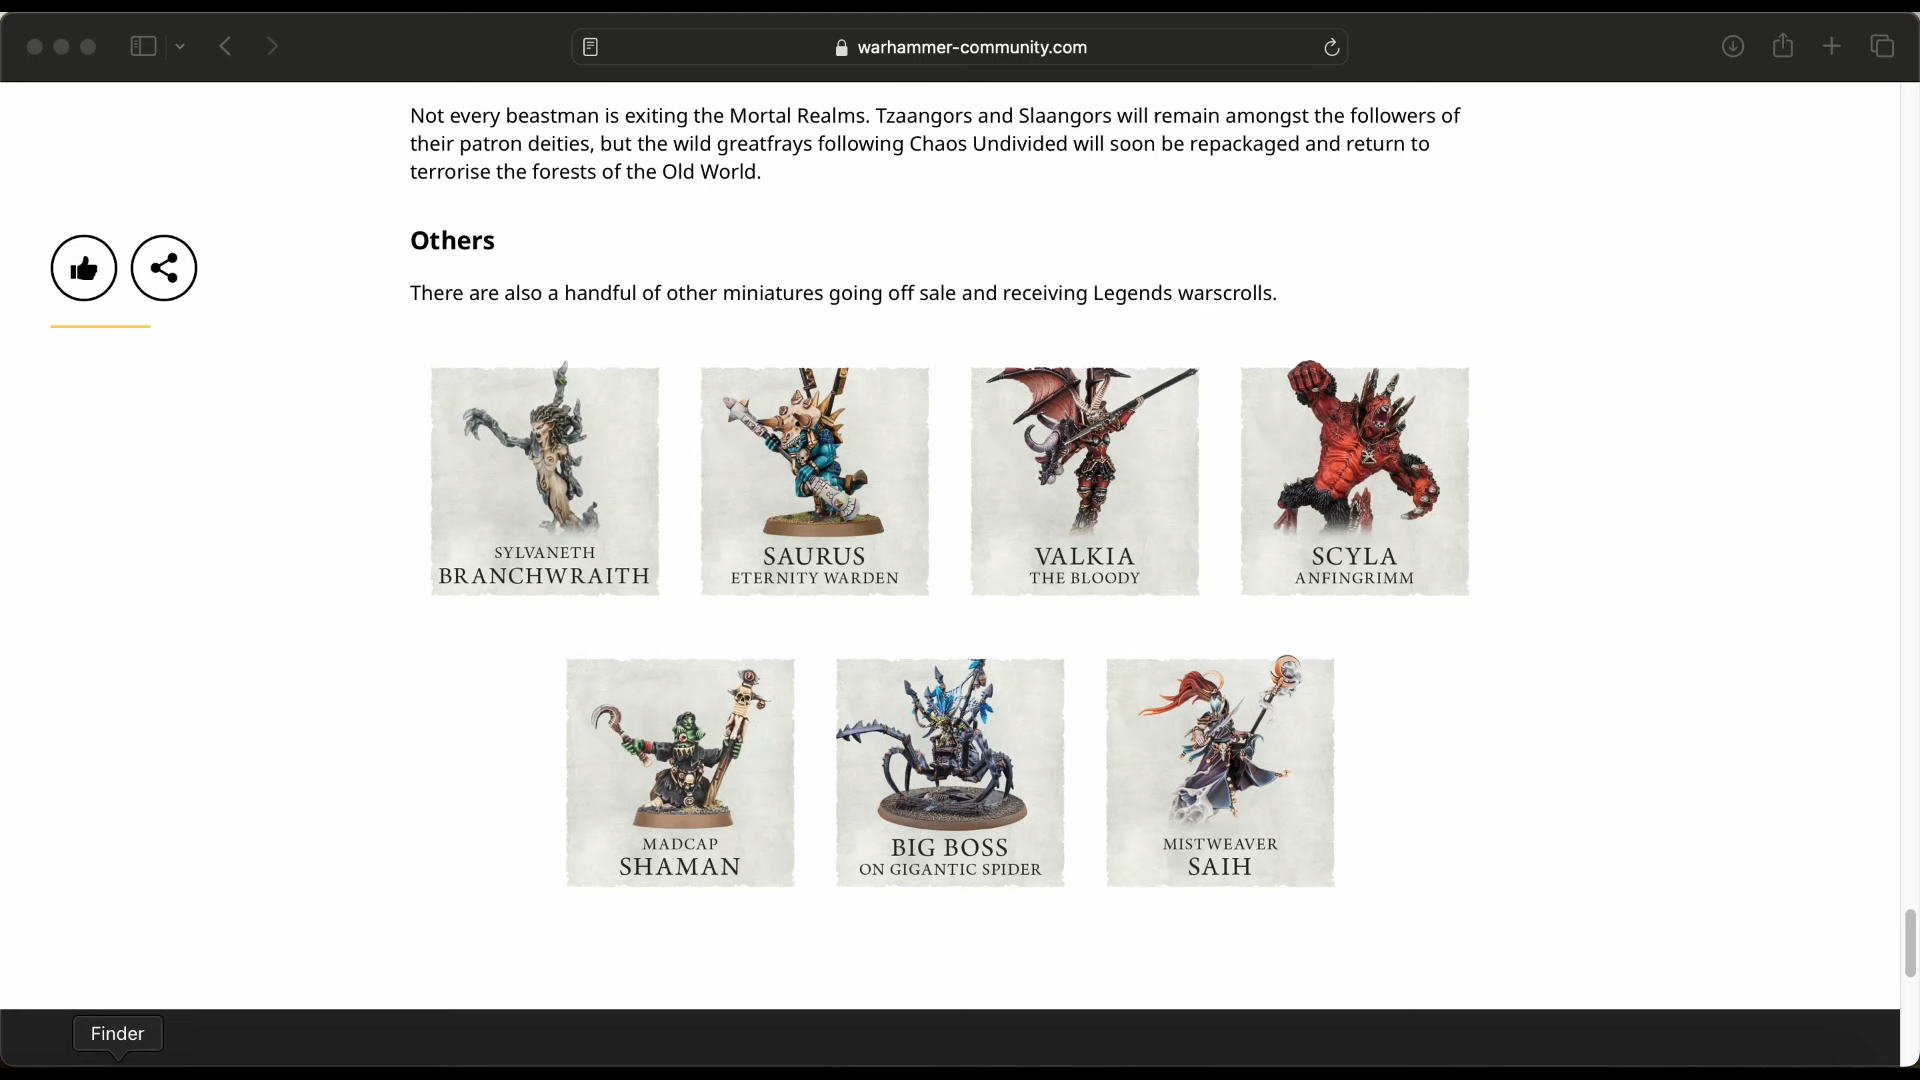 warhammer-community.com
Not every beastman is exiting the Mortal Realms. Tzaangors and Slaangors will remain amongst the followers of
their patron deities, but the wild greatfrays following Chaos Undivided will soon be repackaged and return to
terrorise the forests of the Old World.
Others
There are also a handful of other miniatures going off sale and receiving Legends warscrolls.
SYLVANETH
BRANCHWRAITH
SAURUS
ETERNITY WARDEN
VALKIA
THE BLOODY
SCYLA
ANFINGRIMM
MADCAP
SHAMAN
BIG BOSS
ON GIGANTIC SPIDER
MISTWEAVER
SAIH
Finder